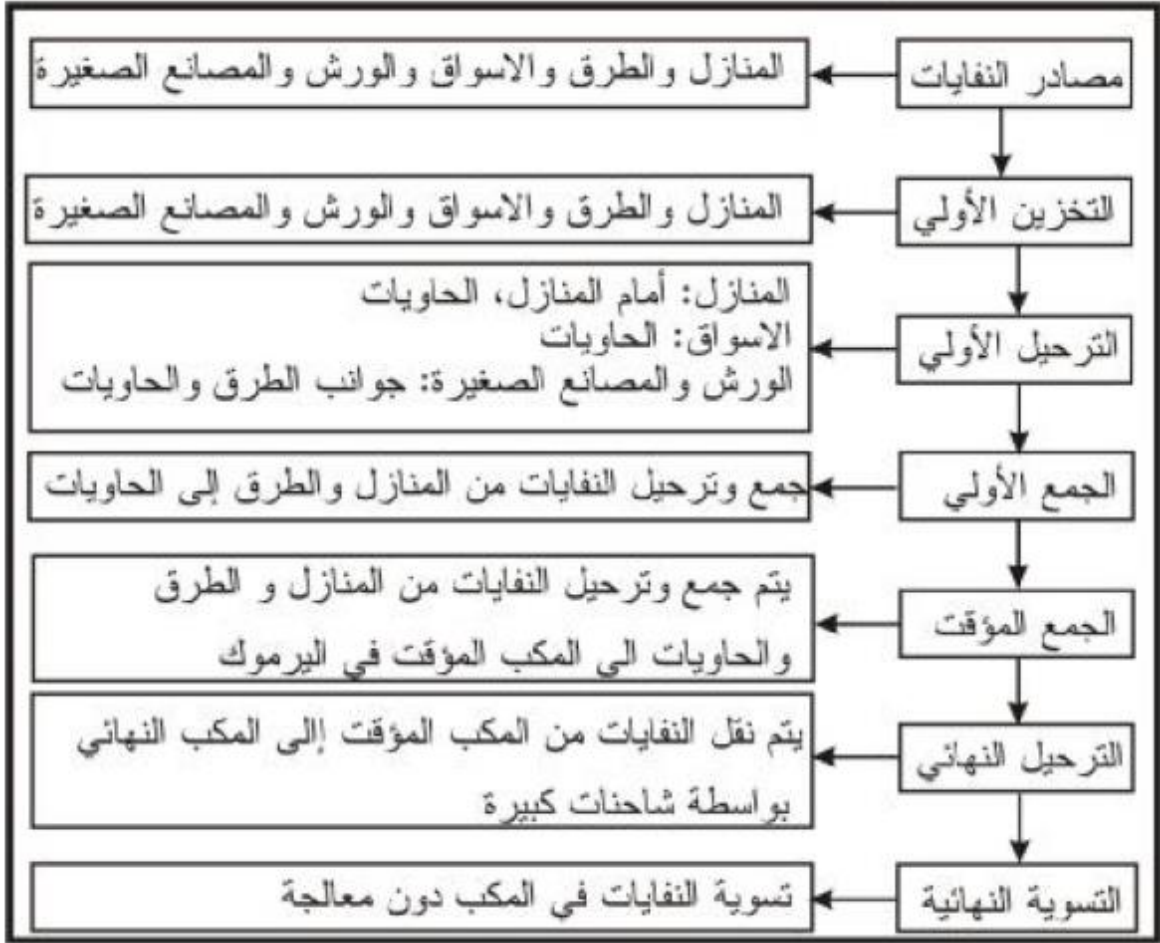 مصادر النفايات
المنازل والطرق والاسواق والورش والمصانع الصغيرة
التخزين الأولي
المنازل والطرق والاسواق والورش والمصانع الصغيرة
الترحيل الأولي
المنازل: أمام المنازل، الحاويات
الاسواق: الحاويات
الورش والمصانع الصغيرة: جوانب الطرق والحاويات
الجمع الأولي
جمع وترحيل النفايات من المنازل والطرق إلى الحاويات
الجمع المؤقت
يتم جمع وترحيل النفايات من المنازل و الطرق
والحاويات الى المكب المؤقت في اليرموك
الترحيل النهائي
يتم نقل النفايات من المكب المؤقت إلى المكب النهائي
بواسطة شاحنات كبيرة
التسوية النهائية
تسوية النفايات في المكب دون معالجة